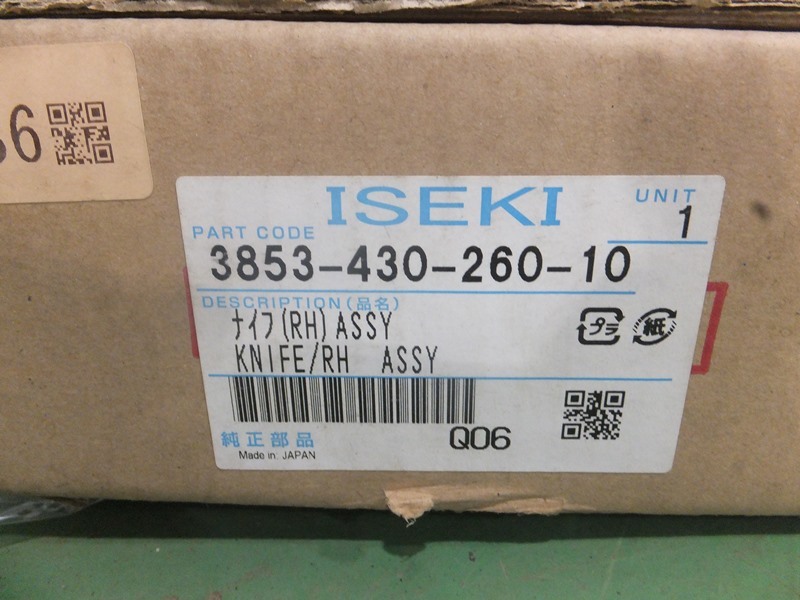 6
ISEKI
UNIT
1
PART CODE
3853-430-260-10
DESCRIPTION(品名)
ﾅｲﾌ(RH)ASSY
プラ
紙
KNIFE/RH ASSY
純正部品
Q06
Made in: JAPAN